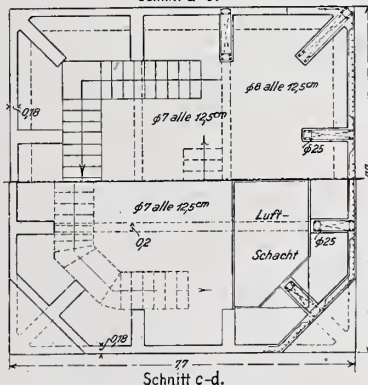 0,18
ϕ7 alle 12,5cm
ϕ8 alle 12,5cm
ϕ25
ϕ7 alle 12,5cm
0,2
Luft-
Schacht
ϕ25
0,18
7,7
Schnitt c-d.